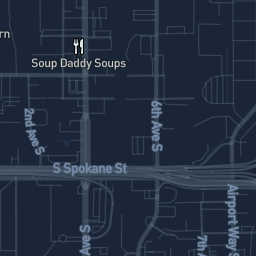 rn
Soup Daddy Soups
2nd Ave S
6th Ave S
S Spokane St
Airport Way S
Ave S
7th A